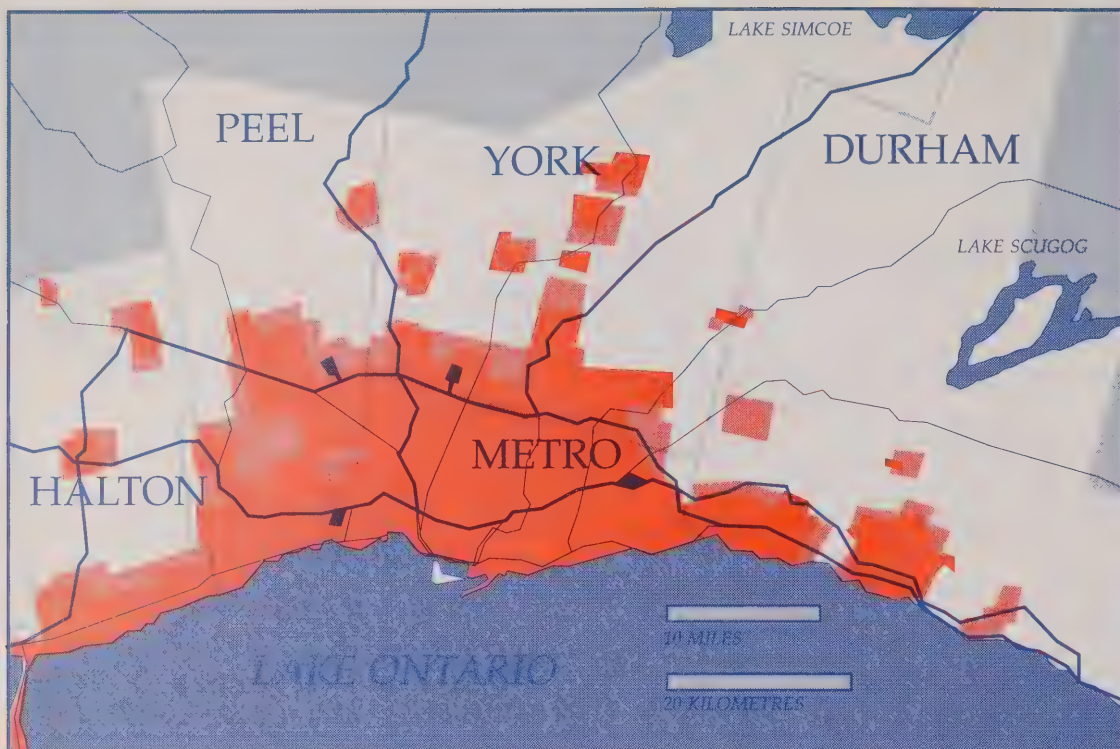 LAKE SIMCOE
PEEL
YORK
DURHAM
LAKE SCUGOG
METRO
HALTON
10 MILES
LAKE ONTARIO
20 KILOMETRES